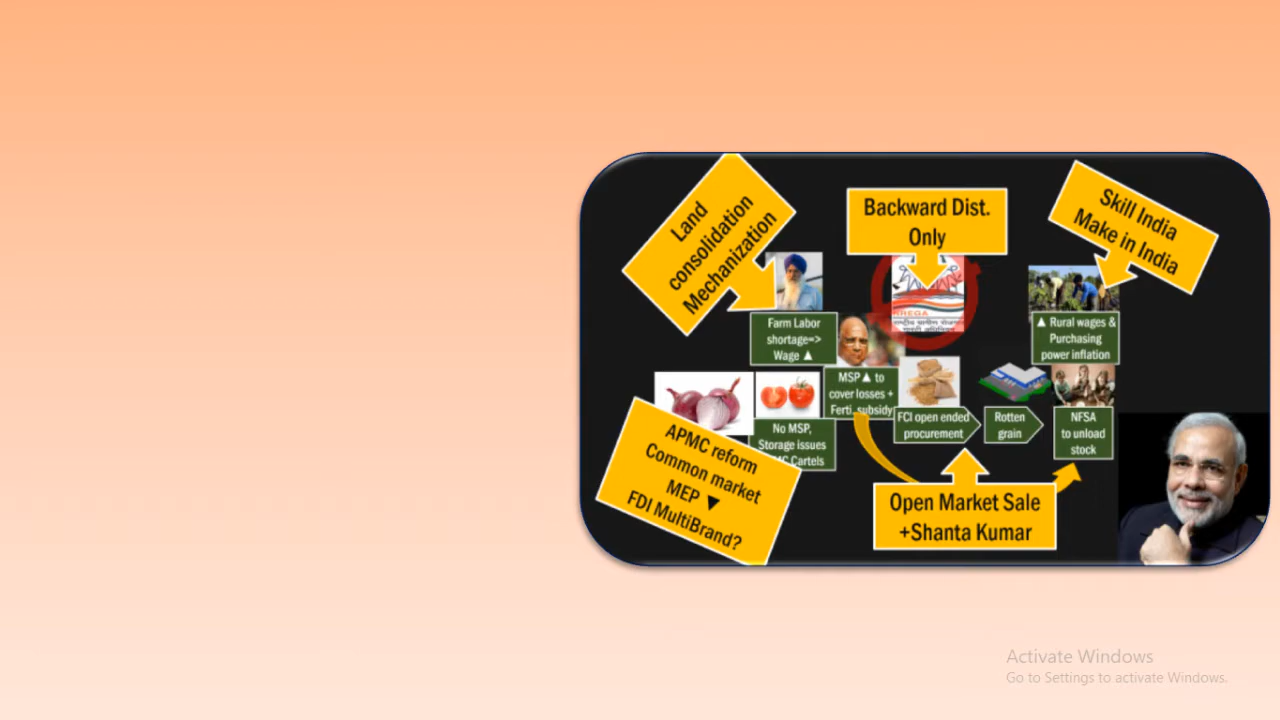 Land
consolidation
Mechanization
Backward Dist.
Only
Skill India
Make in India
Farm Labor
shortage=>
Wage ▲
▲ Rural wages &
Purchasing
power inflation
MSP ▲ to
cover losses +
Ferti. subsidy
No MSP,
Storage issues
Cartels
FCI open ended
procurement
Rotten
grain
NFSA
to unload
stock
APMC reform
Common market
MEP ▼
FDI MultiBrand?
Open Market Sale
+Shanta Kumar
Activate Windows
Go to Settings to activate Windows.